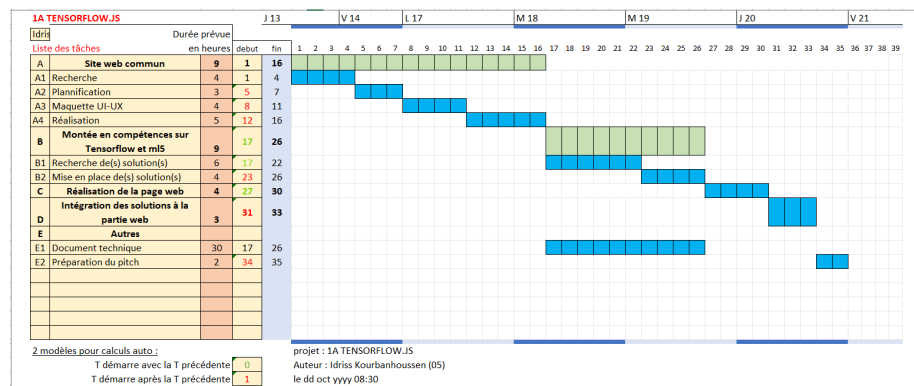 1A TENSORFLOW.JS J 13 V 14 L 17 M 18 M 19 J 20 V 21
Idris Durée prévue
Liste des tâches en heures debut fin 1 2 3 4 5 6 7 8 9 10 11 12 13 14 15 16 17 18 19 20 21 22 23 24 25 26 27 28 29 30 31 32 33 34 35 36 37 38 39
A Site web commun 9 1 16
A1 Recherche 4 1 4
A2 Plannification 3 5 7
A3 Maquette UI-UX 4 8 11
A4 Réalisation 5 12 16
Montée en compétences sur
B Tensorflow et ml5 9 17 26
B1 Recherche de(s) solution(s) 6 17 22
B2 Mise en place de(s) solution(s) 4 23 26
C Réalisation de la page web 4 27 30
Intégration des solutions à la
D partie web 3 31 33
E Autres
E1 Document technique 30 17 26
E2 Préparation du pitch 2 34 35
2 modèles pour calculs auto : projet : 1A TENSORFLOW.JS
T démarre avec la T précédente 0 Auteur : Idriss Kourbanhoussen (05)
T démarre après la T précédente 1 le dd oct yyyy 08:30